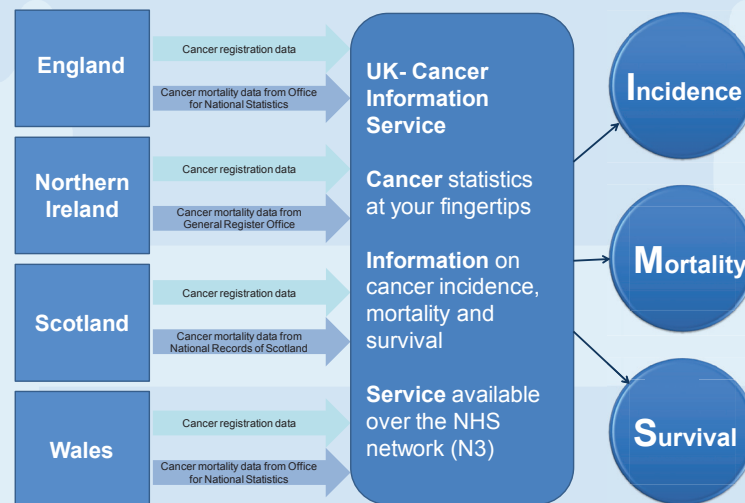 England
Cancer registration data
Cancer mortality data from Office
for National Statistics
Northern
Ireland
Cancer registration data
Cancer mortality data from
General Register Office
Scotland
Cancer registration data
Cancer mortality data from
National Records of Scotland
Wales
Cancer registration data
Cancer mortality data from Office
for National Statistics
UK- Cancer
Information
Service
Cancer statistics
at your fingertips
Information on
cancer incidence,
mortality and
survival
Service available
over the NHS
network (N3)
Incidence
Mortality
Survival